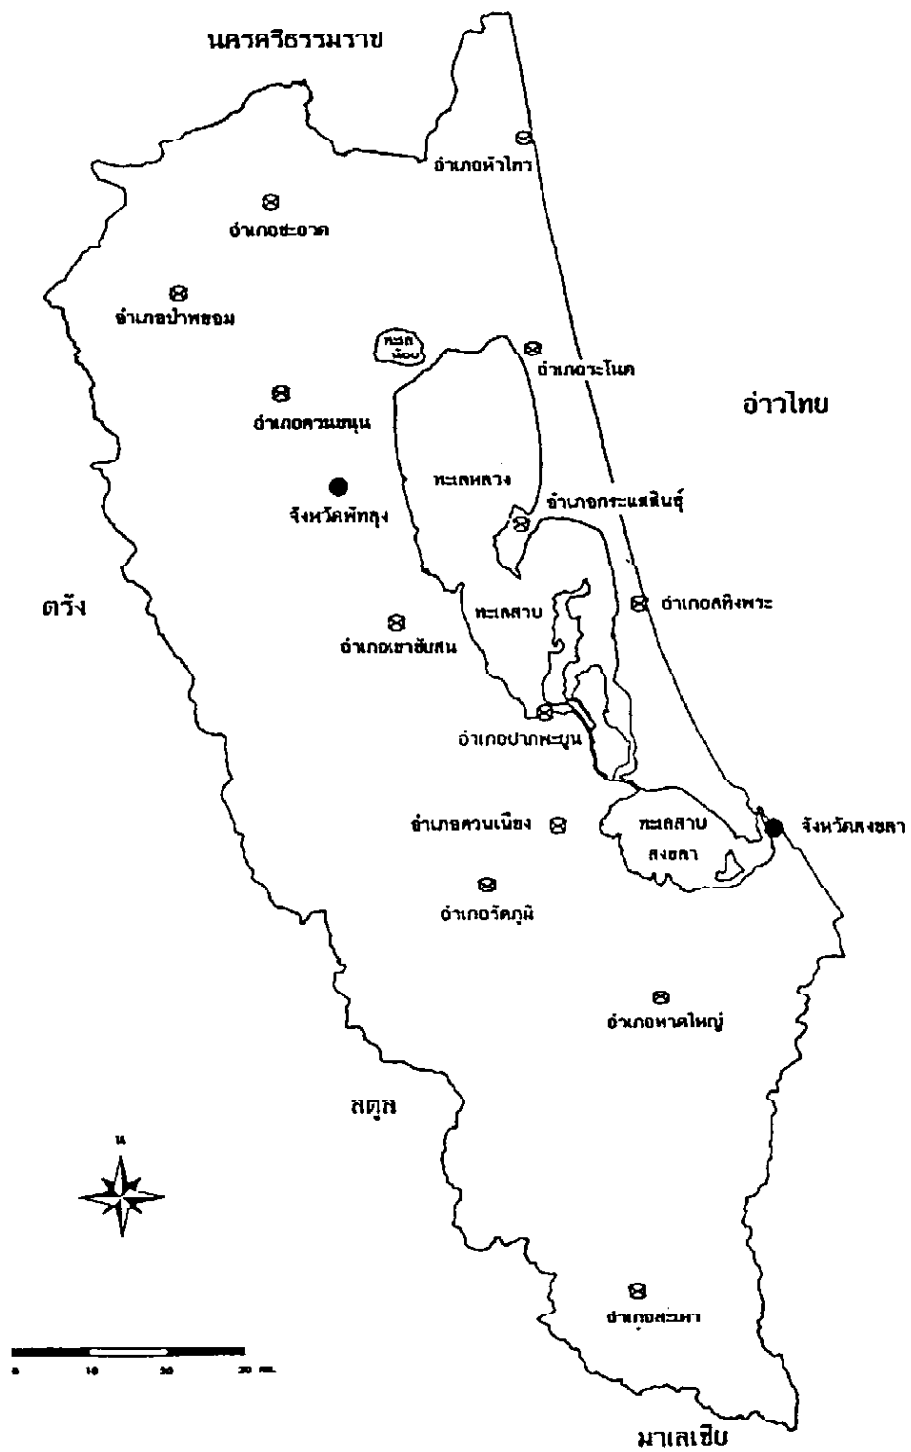 นครศรีธรรมราช
อำเภอหัวไทร
อำเภอชะอวด
อำเภอป่าพยอม
ทะเล
น้อย
อำเภอระโนด
อำเภอควนขนุน
อ่าวไทย
ทะเลหลวง
จังหวัดพัทลุง
อำเภอกระแสสินธุ์
ตรัง
ทะเลสาบ
อำเภอสทิงพระ
อำเภอเขาชัยสน
อำเภอปากพะยูน
อำเภอควนเนียง
ทะเลสาบ
สงขลา
จังหวัดสงขลา
อำเภอรัตภูมิ
อำเภอหาดใหญ่
สตูล
น
อำเภอสะเดา
0 10 20 30 กม.
มาเลเซีย